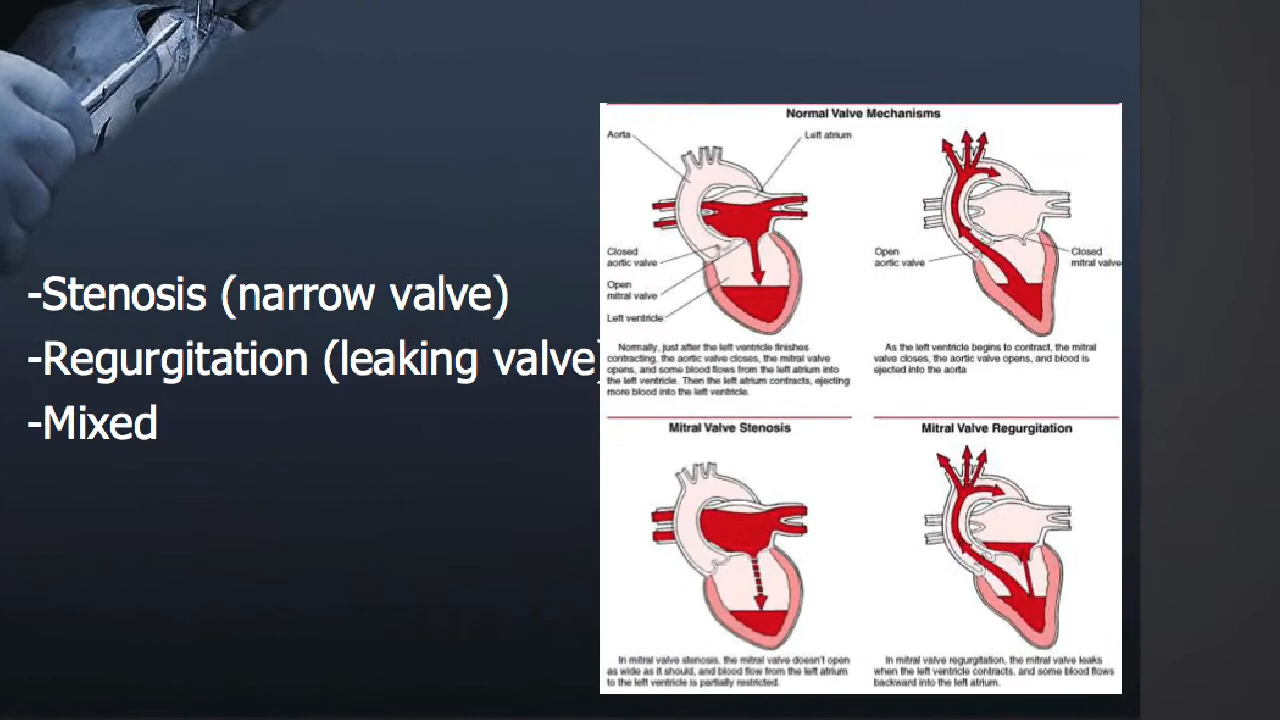 -Stenosis (narrow valve)
-Regurgitation (leaking valve)
-Mixed
Normal Valve Mechanisms
Aorta
Left atrium
Closed
aortic valve
Open
mitral valve
Left ventricle
Open
aortic valve
Closed
mitral valve
Normally, just after the left ventricle finishes
contracting, the aortic valve closes, the mitral valve
opens, and some blood flows from the left atrium into
the left ventricle. Then the left atrium contracts, ejecting
more blood into the left ventricle.
As the left ventricle begins to contract, the mitral
valve closes, the aortic valve opens, and blood is
ejected into the aorta
Mitral Valve Stenosis
Mitral Valve Regurgitation
In mitral valve stenosis, the mitral valve doesn't open
as wide as it should, and blood flow from the left atrium
to the left ventricle is partially restricted.
In mitral valve regurgitation, the mitral valve leaks
when the left ventricle contracts, and some blood flows
backward into the left atrium.